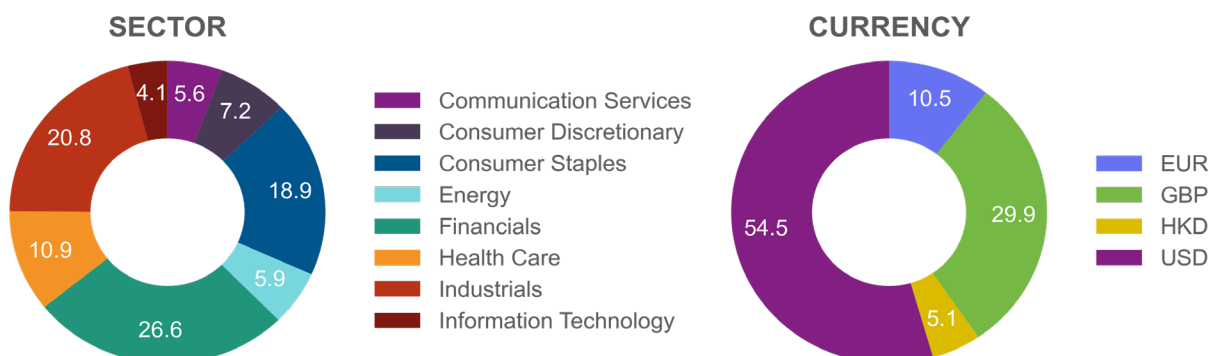 SECTOR
4.1
5.6
7.2
20.8
18.9
10.9
5.9
26.6
Communication Services
Consumer Discretionary
Consumer Staples
Energy
Financials
Health Care
Industrials
Information Technology
CURRENCY
10.5
29.9
54.5
5.1
EUR
GBP
HKD
USD